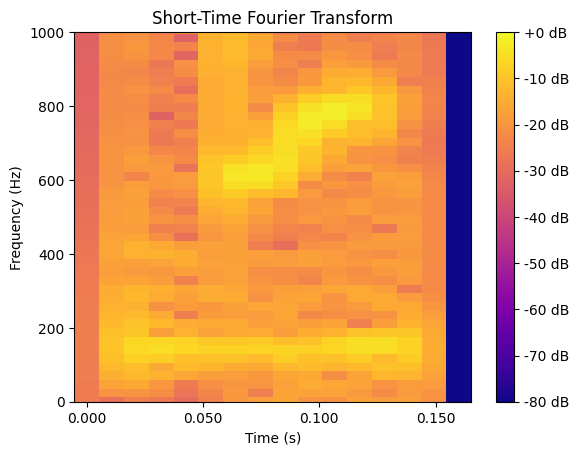 Short-Time Fourier Transform
1000
800
600
400
200
0
Frequency (Hz)
0.000
0.050
0.100
0.150
Time (s)
+0 dB
-10 dB
-20 dB
-30 dB
-40 dB
-50 dB
-60 dB
-70 dB
-80 dB